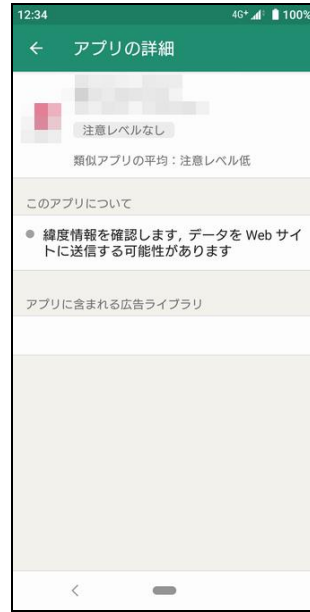 12:34
4G+ 100%
アプリの詳細
注意レベルなし
類似アプリの平均：注意レベル低
このアプリについて
緯度情報を確認します, データを Web サイ
トに送信する可能性があります
アプリに含まれる広告ライブラリ